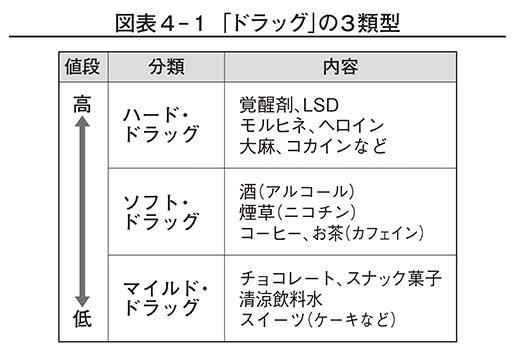 図表4-1 「ドラッグ」の3類型
値段 分類 内容
高
ハード・
ドラッグ
覚醒剤、LSD
モルヒネ、ヘロイン
大麻、コカインなど
ソフト・
ドラッグ
酒(アルコール)
煙草(ニコチン)
コーヒー、お茶(カフェイン)
マイルド・
ドラッグ
チョコレート、スナック菓子
清涼飲料水
スイーツ(ケーキなど)
低